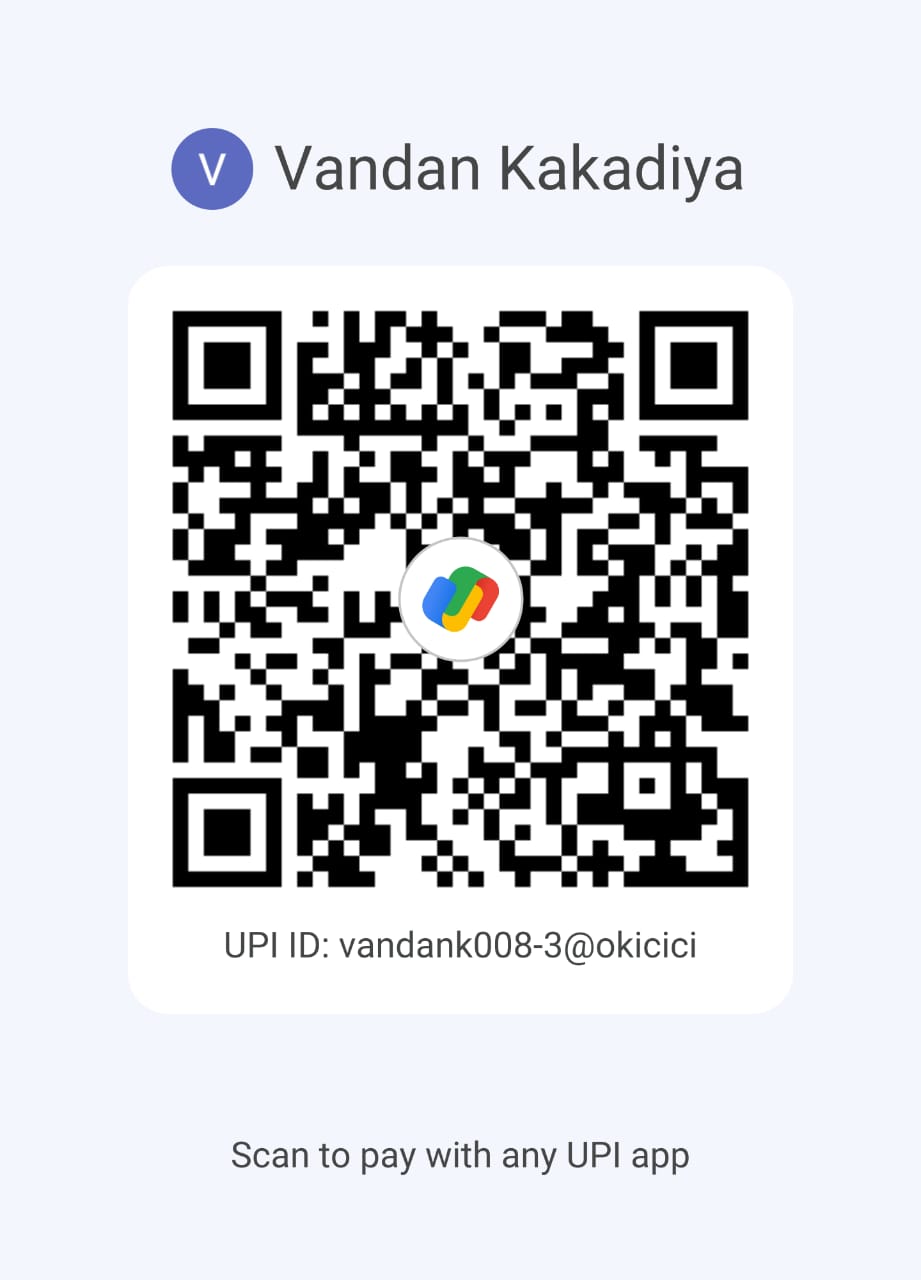 V Vandan Kakadiya
UPI ID: vandank008-3@okicici
Scan to pay with any UPI app